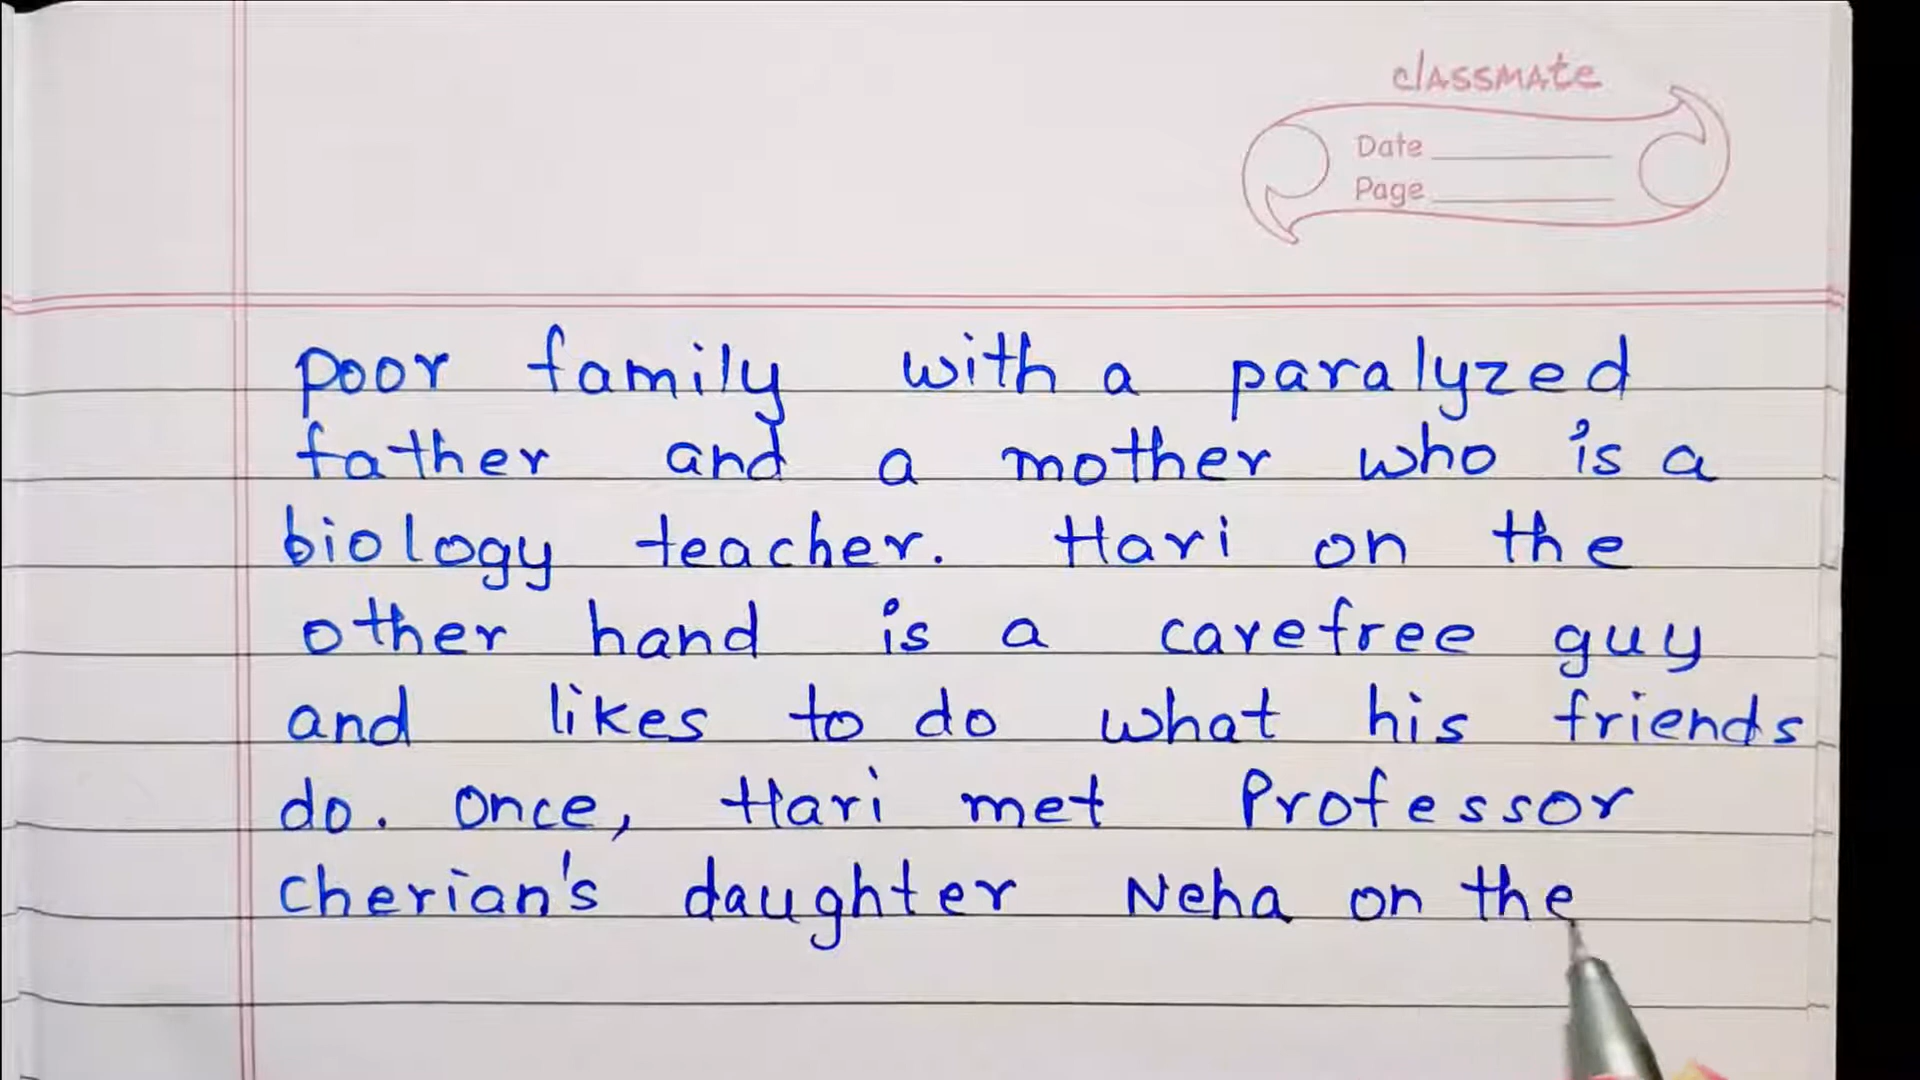 classmate
Date
Page
poor family with a paralyzed
father and a mother who is a
biology teacher. Hari on the
other hand is a carefree guy
and likes to do what his friends
do. Once, Hari met Professor
Cherian's daughter Neha on the